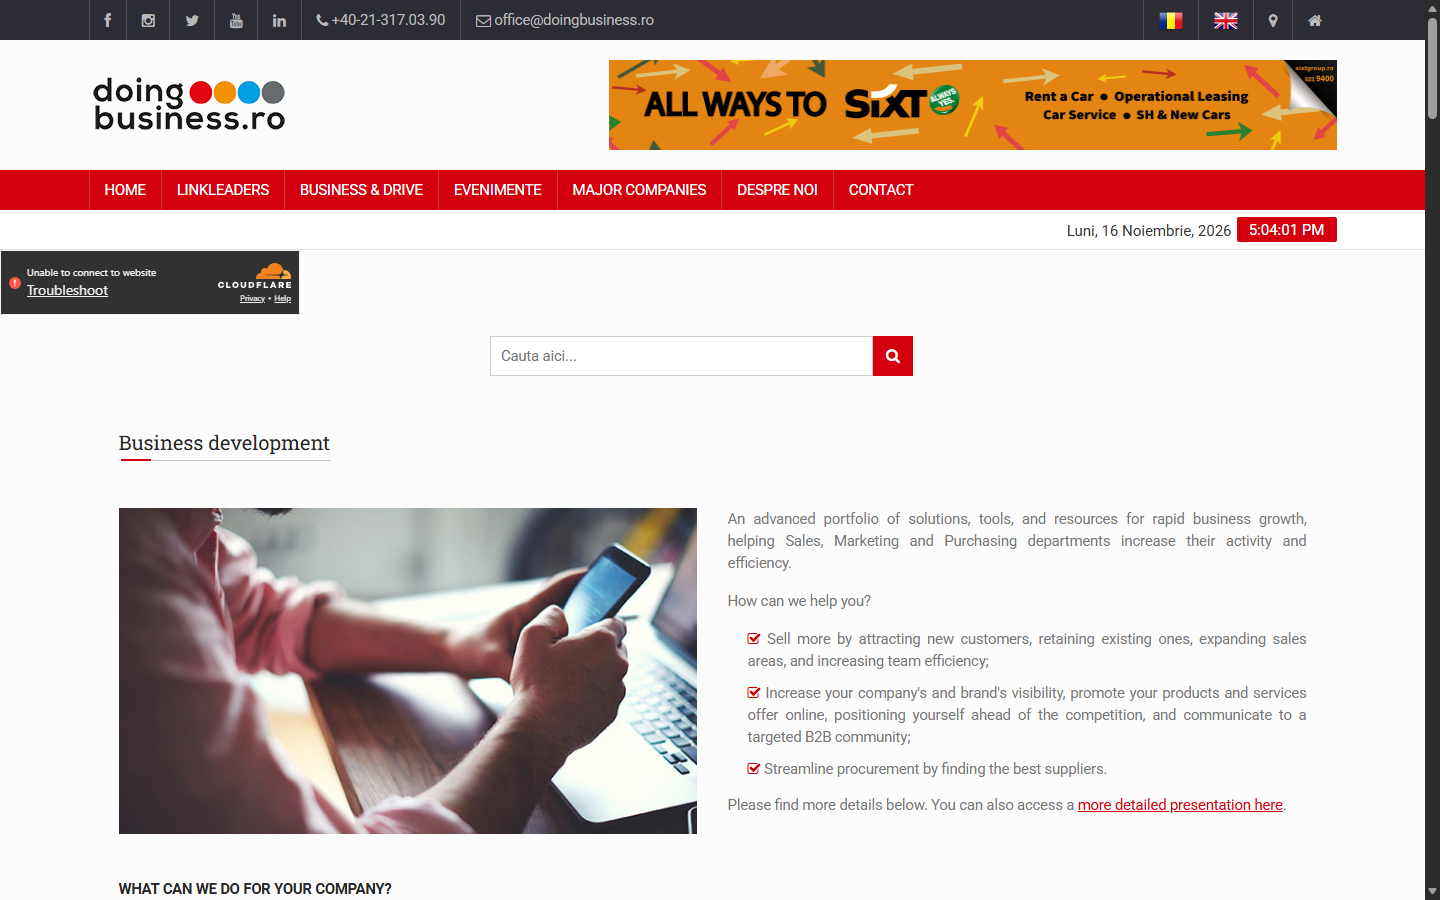 +40-21-317.03.90
office@doingbusiness.ro
doing
business.ro
ALL WAYS TO SIXT
ALWAYS YES.
Rent a Car • Operational Leasing
Car Service • SH & New Cars
sixtgroup.ro
021 9400
HOME
LINKLEADERS
BUSINESS & DRIVE
EVENIMENTE
MAJOR COMPANIES
DESPRE NOI
CONTACT
Luni, 16 Noiembrie, 2026
5:04:01 PM
Unable to connect to website
Troubleshoot
CLOUDFLARE
Privacy • Help
Cauta aici...
Business development
An advanced portfolio of solutions, tools, and resources for rapid business growth,
helping Sales, Marketing and Purchasing departments increase their activity and
efficiency.
How can we help you?
Sell more by attracting new customers, retaining existing ones, expanding sales
areas, and increasing team efficiency;
Increase your company's and brand's visibility, promote your products and services
offer online, positioning yourself ahead of the competition, and communicate to a
targeted B2B community;
Streamline procurement by finding the best suppliers.
Please find more details below. You can also access a more detailed presentation here.
WHAT CAN WE DO FOR YOUR COMPANY?